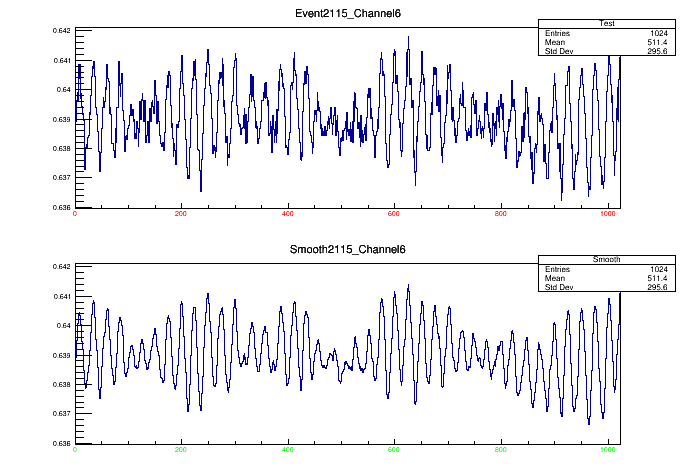 Event2115_Channel6
Test
Entries 1024
Mean 511.4
Std Dev 295.6
0.642
0.641
0.64
0.639
0.638
0.637
0.636
0 200 400 600 800 1000
Smooth2115_Channel6
Smooth
Entries 1024
Mean 511.4
Std Dev 295.6
0.642
0.641
0.64
0.639
0.638
0.637
0.636
0 200 400 600 800 1000